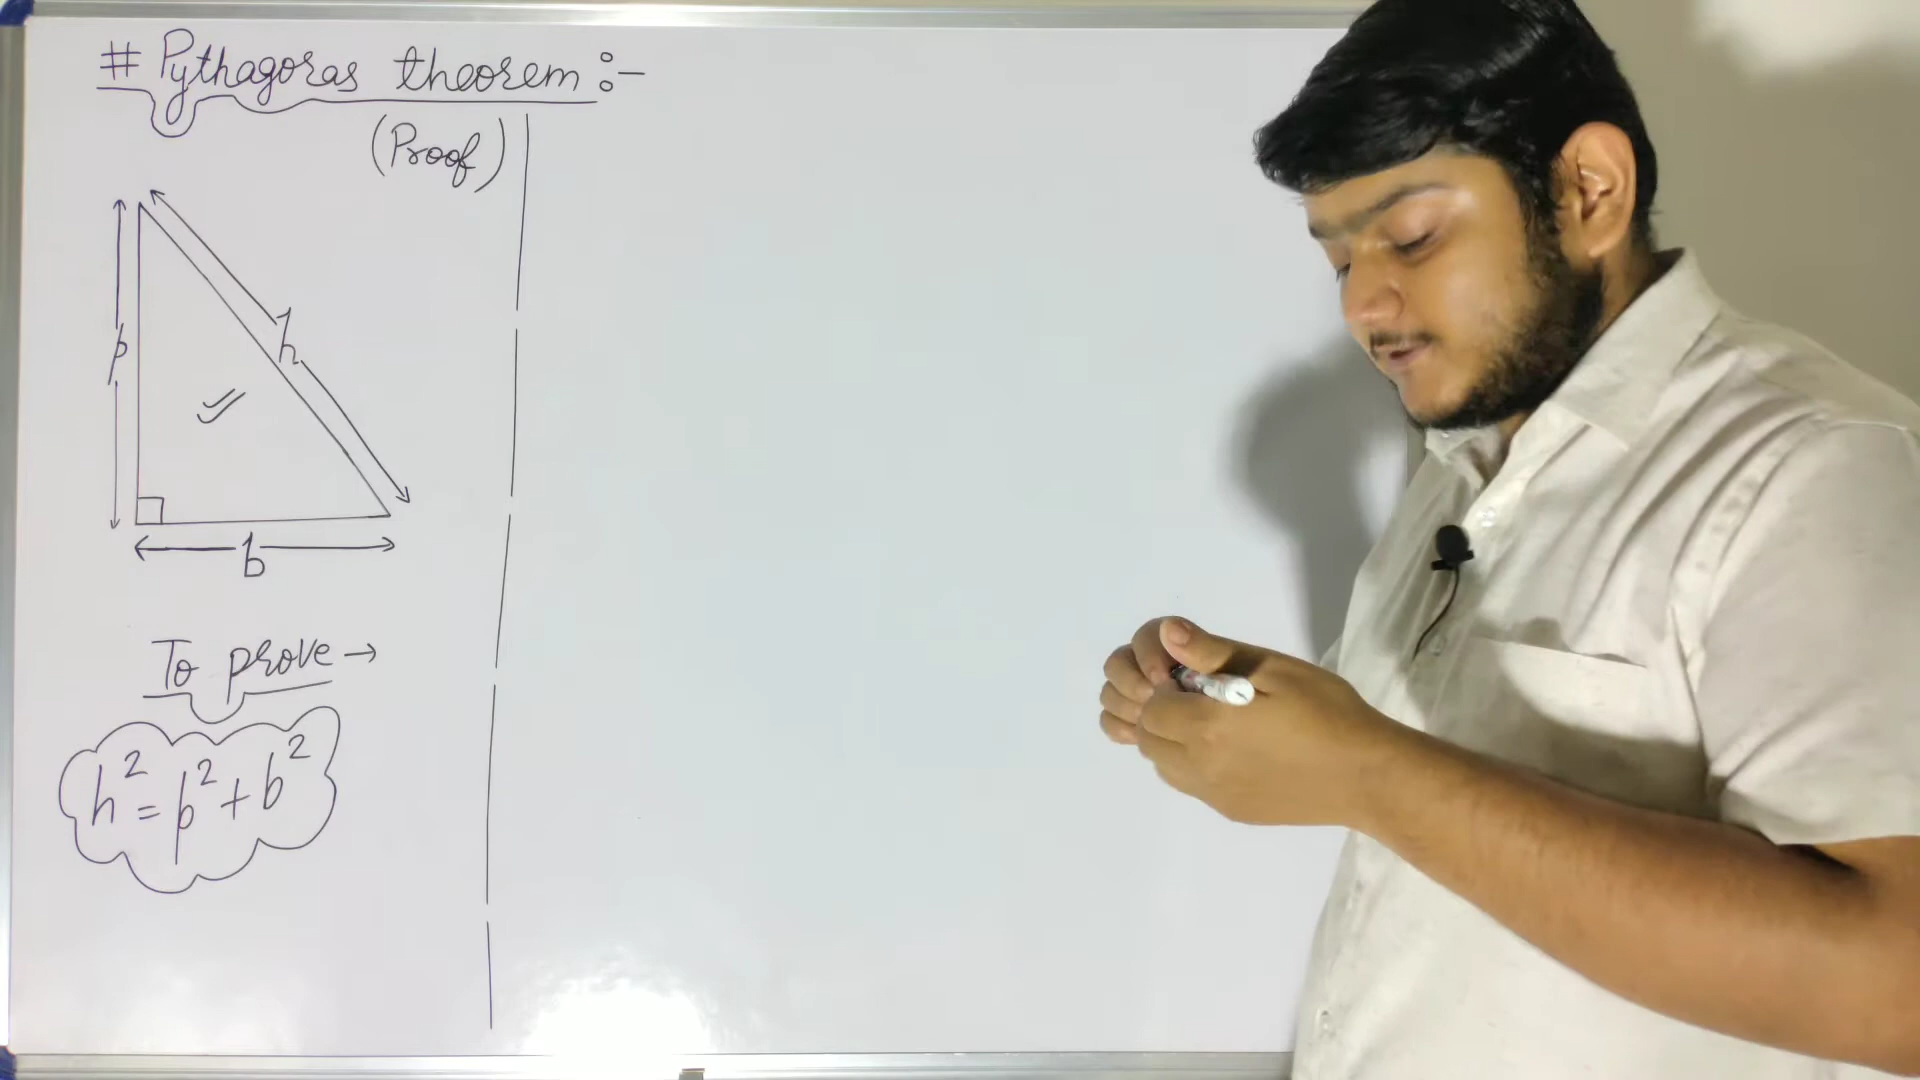 # Pythagoras theorem :-
(Proof)
h
p
b
To prove →
h² = p² + b²